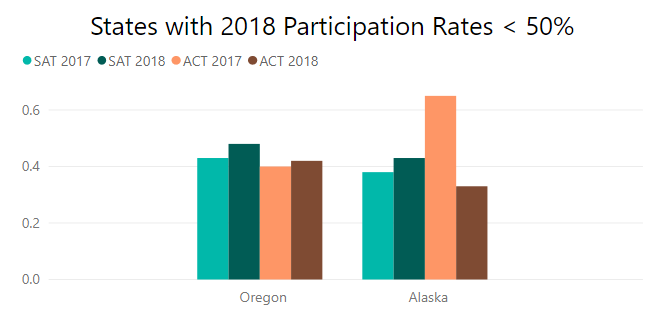 States with 2018 Participation Rates < 50%
SAT 2017 SAT 2018 ACT 2017 ACT 2018
0.6
0.4
0.2
0.0
Oregon Alaska